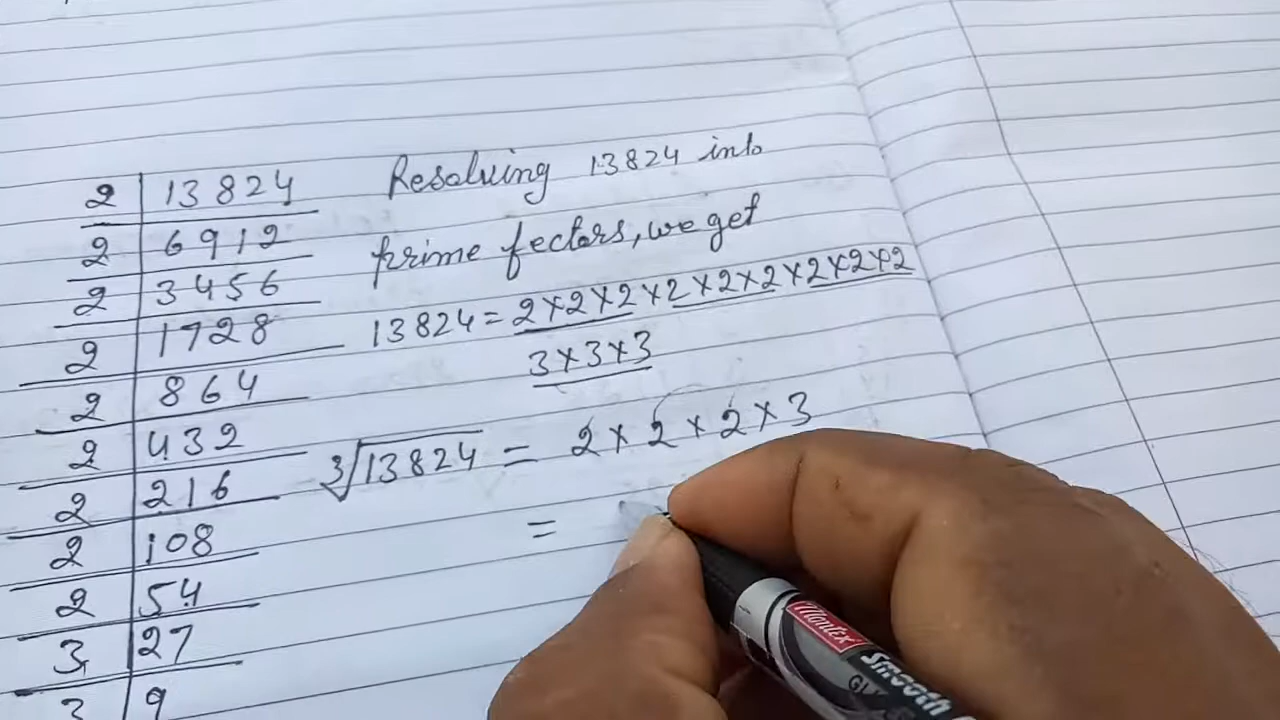 2 | 13824
2 | 6912
2 | 3456
2 | 1728
2 | 864
2 | 432
2 | 216
2 | 108
2 | 54
3 | 27
3 | 9
Resolving 13824 into
prime fectors, we get
13824 = 2×2×2×2×2×2×2×2×2
3×3×3
∛13824 = 2×2×2×3
=
Montex
Smooth